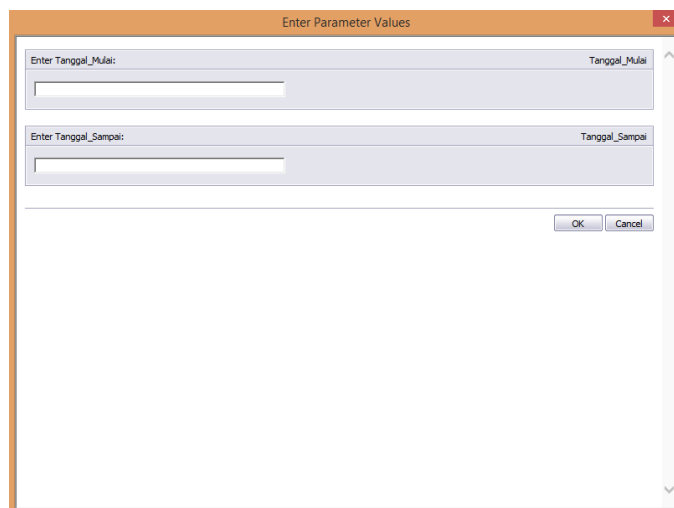 Enter Parameter Values
Enter Tanggal_Mulai: Tanggal_Mulai
Enter Tanggal_Sampai: Tanggal_Sampai
OK Cancel